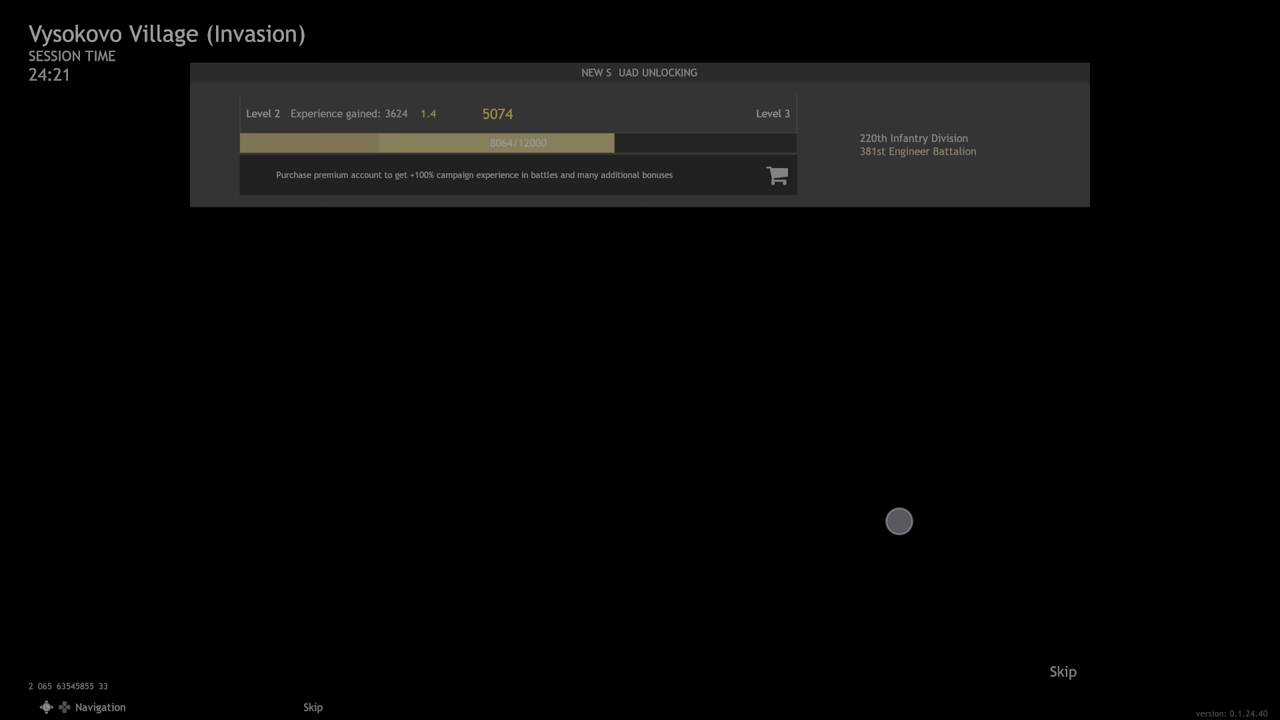 Vysokovo Village (Invasion)
SESSION TIME
24:21
NEW S UAD UNLOCKING
Level 2 Experience gained: 3624 1.4 5074 Level 3
8064/12000
220th Infantry Division
381st Engineer Battalion
Purchase premium account to get +100% campaign experience in battles and many additional bonuses
Skip
2 065 63545855 33
Navigation Skip
version: 0.1.24.40